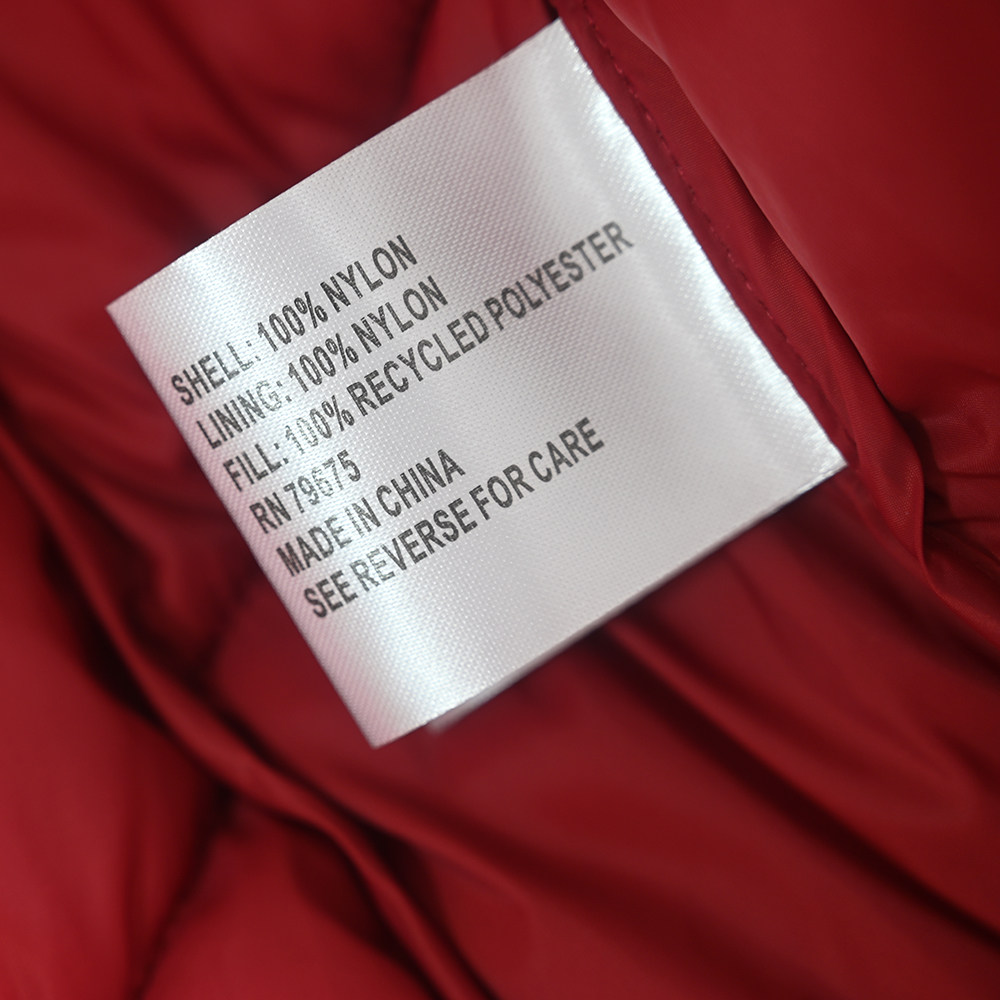 SHELL: 100% NYLON
LINING: 100% NYLON
FILL: 100% RECYCLED POLYESTER
RN 79675
MADE IN CHINA
SEE REVERSE FOR CARE